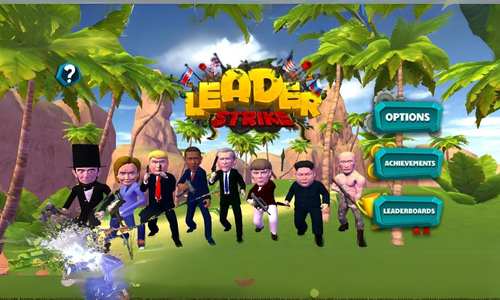 ?
LEADER
STRIKE
OPTIONS
ACHIEVEMENTS
LEADERBOARDS